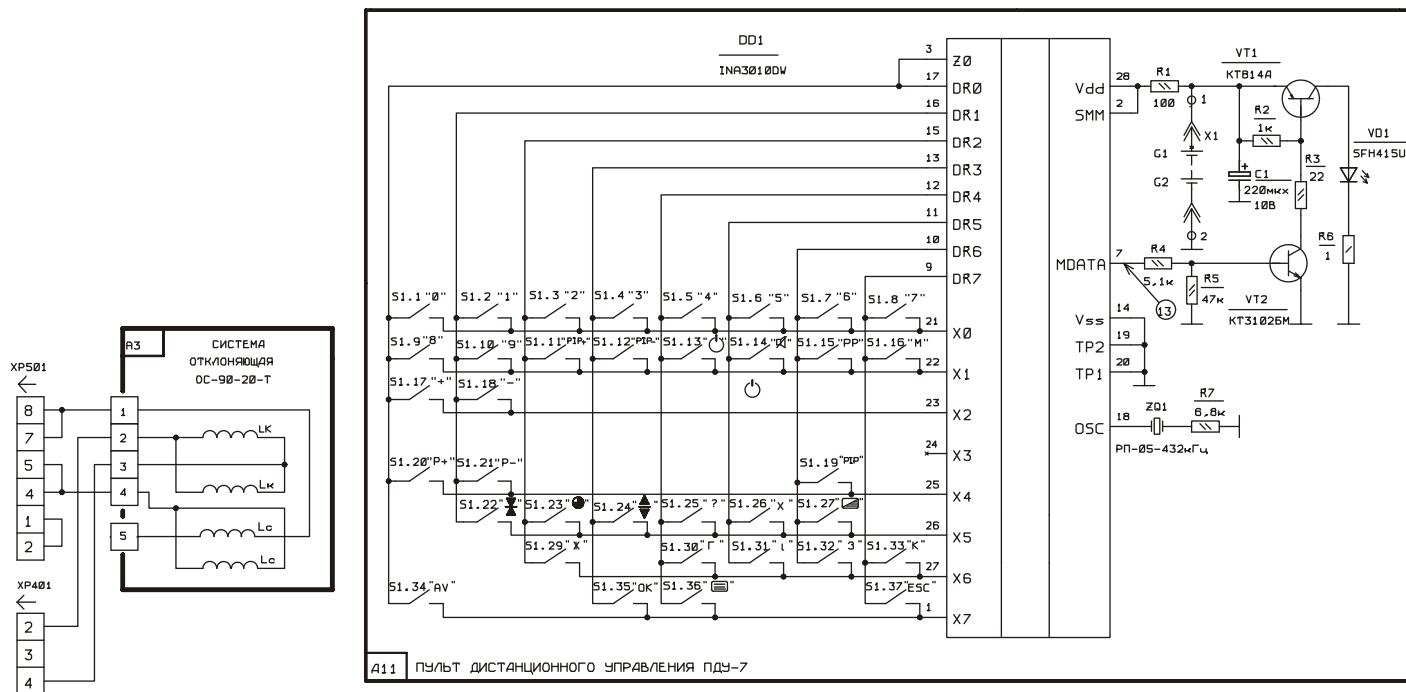 XP501
8
7
5
4
1
2
XP401
2
3
4
A3
СИСТЕМА
ОТКЛОНЯЮЩАЯ
ОС-90-20-Т
1
2
3
4
5
Lк
Lк
Lс
Lс
DD1
INA3010DW
3 Z0
17 DR0
16 DR1
15 DR2
13 DR3
12 DR4
11 DR5
10 DR6
9 DR7
S1.1 "0" S1.2 "1" S1.3 "2" S1.4 "3" S1.5 "4" S1.6 "5" S1.7 "6" S1.8 "7"
21 X0
S1.9 "8" S1.10 "9" S1.11 "PIP+" S1.12 "PIP-" S1.13 S1.14 S1.15 "PP" S1.16 "M"
22 X1
S1.17 "+" S1.18 "-"
23 X2
24 X3
S1.20 "P+" S1.21 "P-" S1.19 "PIP"
25 X4
S1.22 S1.23 S1.24 S1.25 "?" S1.26 "X" S1.27
26 X5
S1.29 "Ж" S1.30 "Г" S1.31 S1.32 "З" S1.33 "К"
27 X6
S1.34 "AV" S1.35 "OK" S1.36 S1.37 "ESC"
1 X7
Vdd 28
SMM 2
MDATA 7
Vss 14
TP2 19
TP1 20
OSC 18
R1
100
1
X1
G1
G2
2
VT1
КТ814А
R2
1к
C1
+
220мкх
10В
R3
22
VD1
SFH415U
R6
1
R4
5,1к
R5
47к
13
VT2
КТ3102БМ
ZQ1
РП-05-432кГц
R7
6,8к
A11 ПУЛЬТ ДИСТАНЦИОННОГО УПРАВЛЕНИЯ ПДУ-7